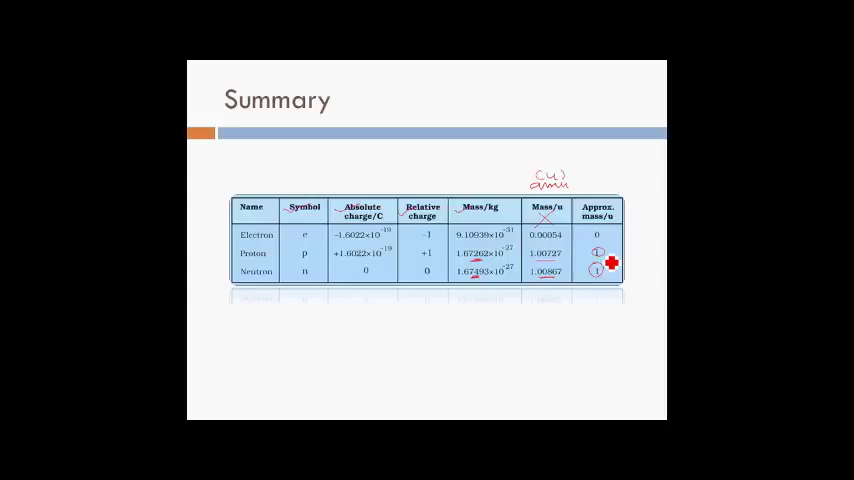 Summary
(u)
amu
Name Symbol Absolute charge/C Relative charge Mass/kg Mass/u Approx. mass/u
Electron e –1.6022×10⁻¹⁹ –1 9.10939×10⁻³¹ 0.00054 0
Proton p +1.6022×10⁻¹⁹ +1 1.67262×10⁻²⁷ 1.00727 1
Neutron n 0 0 1.67493×10⁻²⁷ 1.00867 1